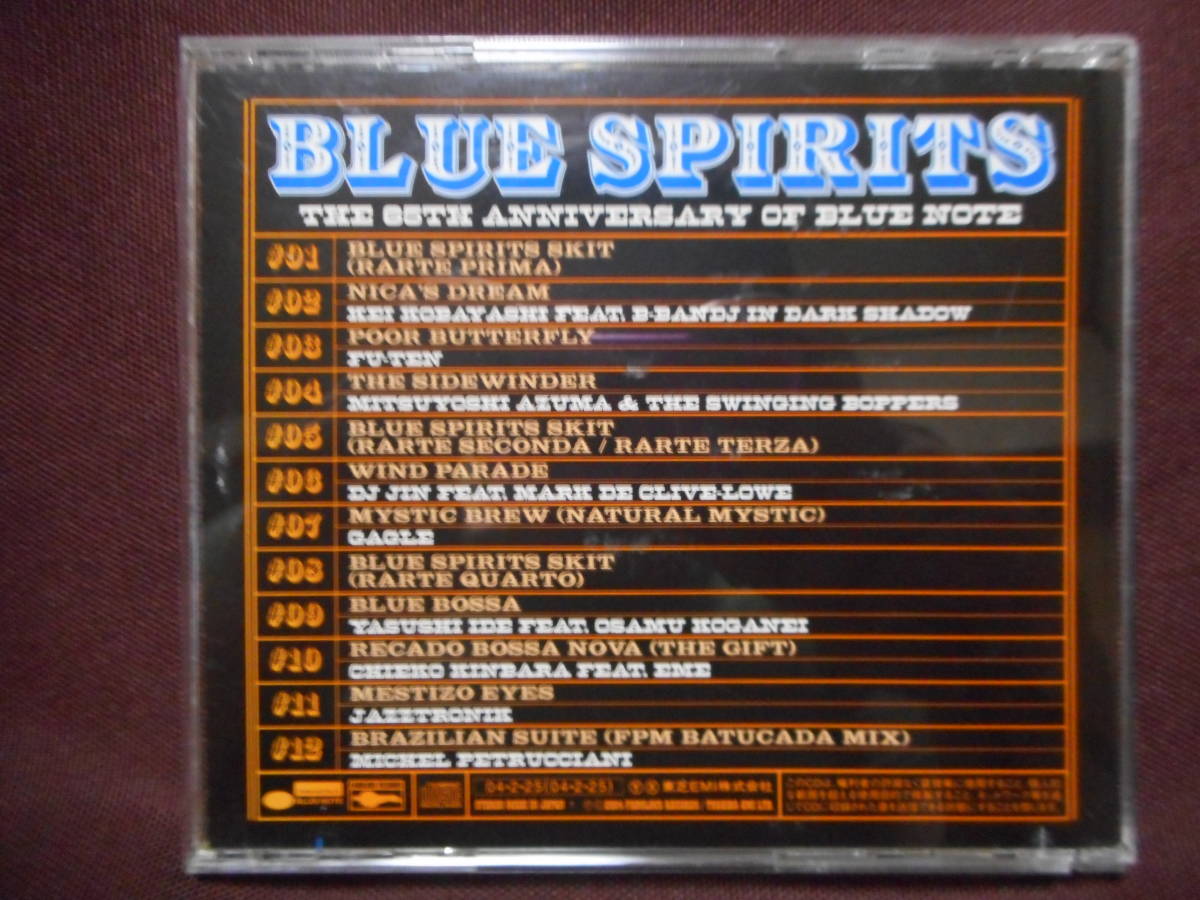 BLUE SPIRITS
THE 65TH ANNIVERSARY OF BLUE NOTE
#01
BLUE SPIRITS SKIT
(RARTE PRIMA)
#02
NICA'S DREAM
KEI KOBAYASHI FEAT. B-BANDJ IN DARK SHADOW
#03
POOR BUTTERFLY
FU-TEN
#04
THE SIDEWINDER
MITSUYOSHI AZUMA & THE SWINGING BOPPERS
#05
BLUE SPIRITS SKIT
(RARTE SECONDA / RARTE TERZA)
#06
WIND PARADE
DJ JIN FEAT. MARK DE CLIVE-LOWE
#07
MYSTIC BREW (NATURAL MYSTIC)
GAGLE
#08
BLUE SPIRITS SKIT
(RARTE QUARTO)
#09
BLUE BOSSA
YASUSHI IDE FEAT. OSAMU KOGANEI
#10
RECADO BOSSA NOVA (THE GIFT)
CHIEKO KINBARA FEAT. EME
#11
MESTIZO EYES
JAZZTRONIK
#12
BRAZILIAN SUITE (FPM BATUCADA MIX)
MICHEL PETRUCCIANI
04-2-25(04-2-25) Ⓨ Ⓧ 東芝EMI株式会社